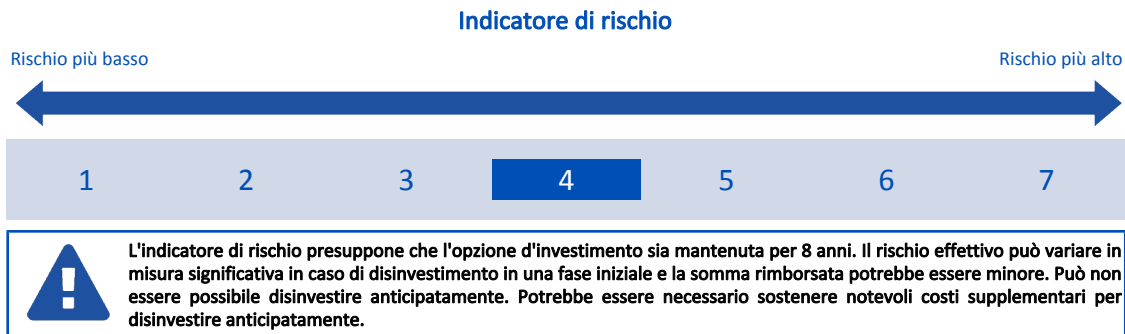 Indicatore di rischio
Rischio più basso Rischio più alto
1 2 3 4 5 6 7
L'indicatore di rischio presuppone che l'opzione d'investimento sia mantenuta per 8 anni. Il rischio effettivo può variare in
misura significativa in caso di disinvestimento in una fase iniziale e la somma rimborsata potrebbe essere minore. Può non
essere possibile disinvestire anticipatamente. Potrebbe essere necessario sostenere notevoli costi supplementari per
disinvestire anticipatamente.